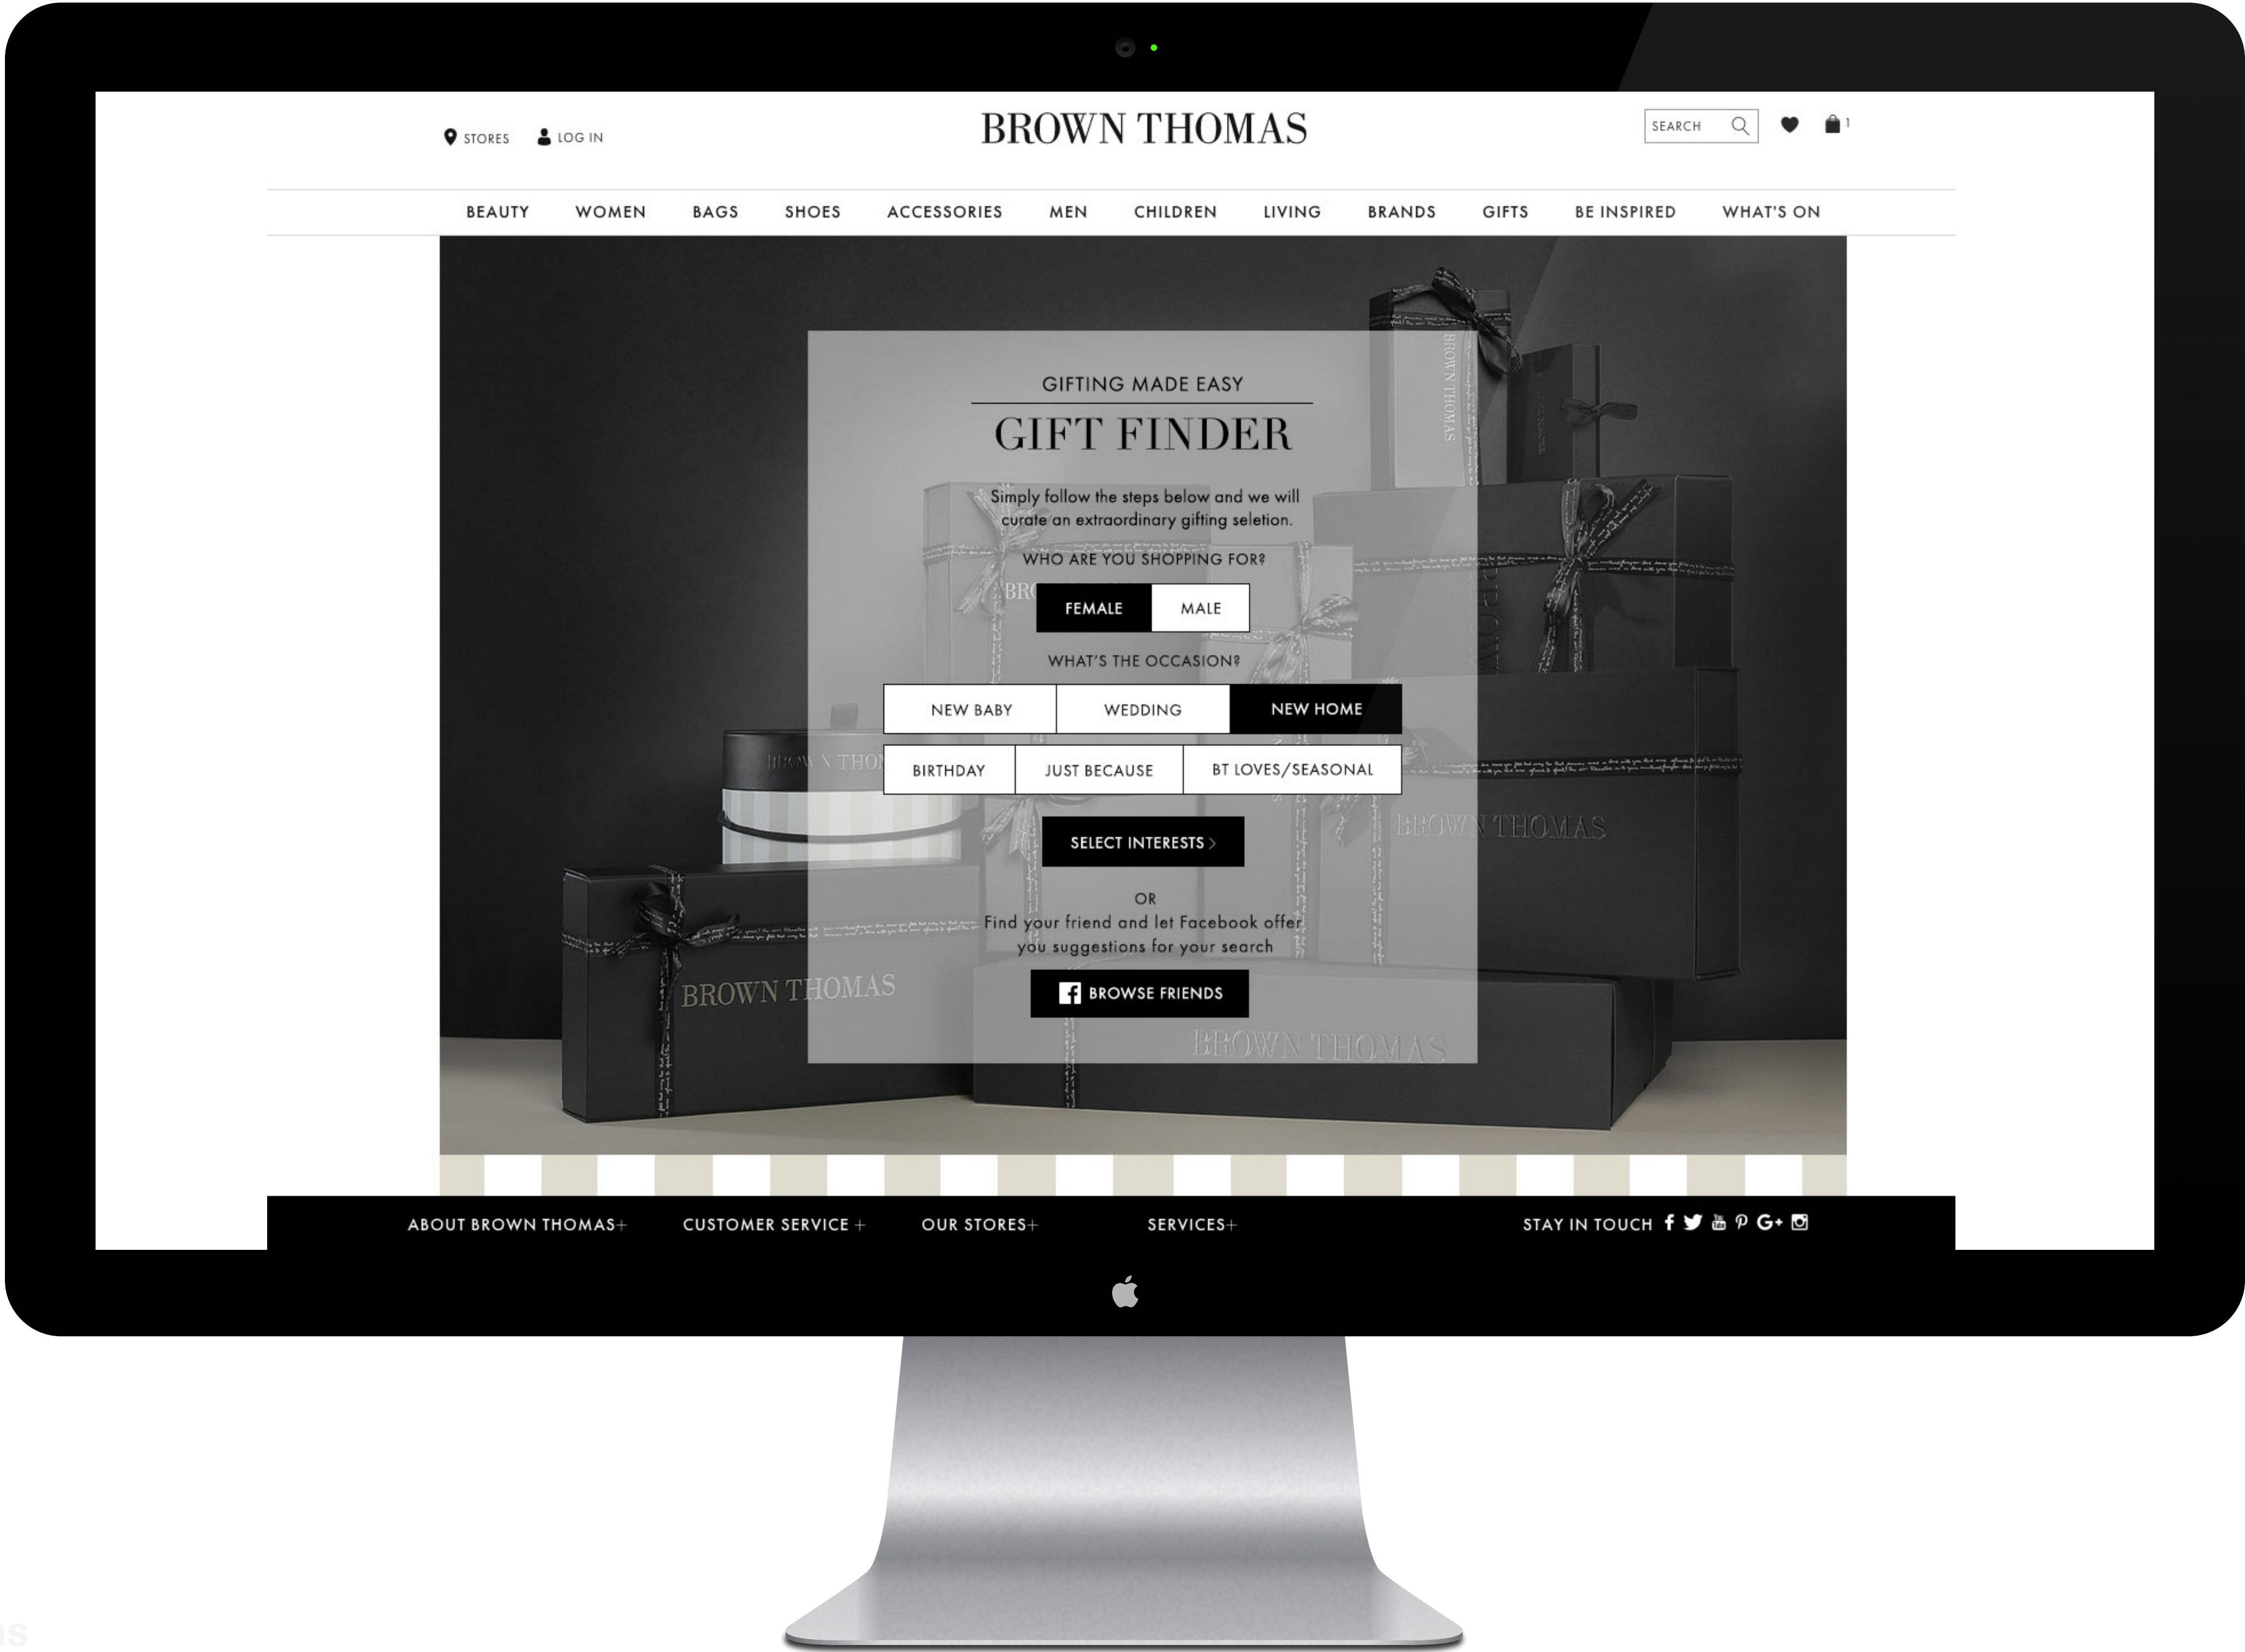 STORES LOG IN
BROWN THOMAS
SEARCH
1
BEAUTY WOMEN BAGS SHOES ACCESSORIES MEN CHILDREN LIVING BRANDS GIFTS BE INSPIRED WHAT'S ON
GIFTING MADE EASY
GIFT FINDER
Simply follow the steps below and we will
curate an extraordinary gifting seletion.
WHO ARE YOU SHOPPING FOR?
FEMALE MALE
WHAT'S THE OCCASION?
NEW BABY WEDDING NEW HOME
BIRTHDAY JUST BECAUSE BT LOVES/SEASONAL
SELECT INTERESTS >
OR
Find your friend and let Facebook offer
you suggestions for your search
BROWSE FRIENDS
BROWN THOMAS
BROWN THOMAS
BROWN THOMAS
BROWN THOMAS
ABOUT BROWN THOMAS+ CUSTOMER SERVICE + OUR STORES+ SERVICES+ STAY IN TOUCH